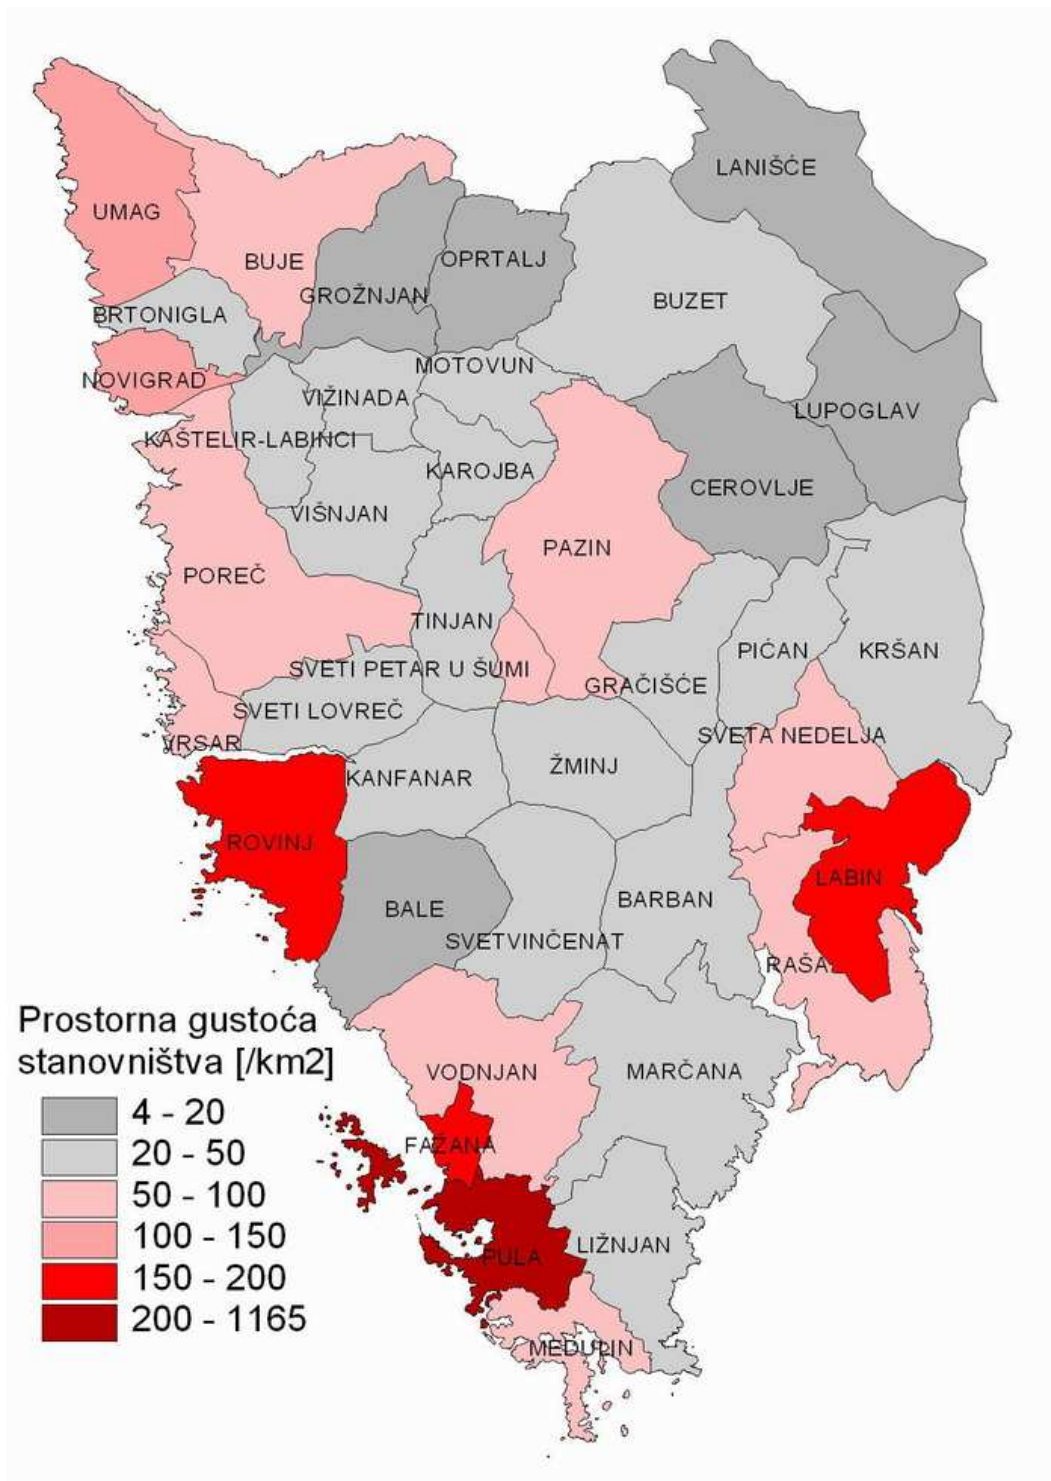 LANIŠĆE
UMAG
BUJE
OPRTALJ
GROŽNJAN
BUZET
BRTONIGLA
MOTOVUN
NOVIGRAD
VIŽINADA
LUPOGLAV
KAŠTELIR-LABINCI
KAROJBA
CEROVLJE
VIŠNJAN
PAZIN
POREČ
TINJAN
PIĆAN
KRŠAN
SVETI PETAR U ŠUMI
GRAČIŠĆE
SVETI LOVREČ
VRSAR
SVETA NEDELJA
KANFANAR
ŽMINJ
ROVINJ
LABIN
BALE
BARBAN
SVETVINČENAT
RAŠA
Prostorna gustoća
stanovništva [/km2]
VODNJAN
MARČANA
4 - 20
FAŽANA
20 - 50
50 - 100
100 - 150
LIŽNJAN
PULA
150 - 200
200 - 1165
MEDULIN